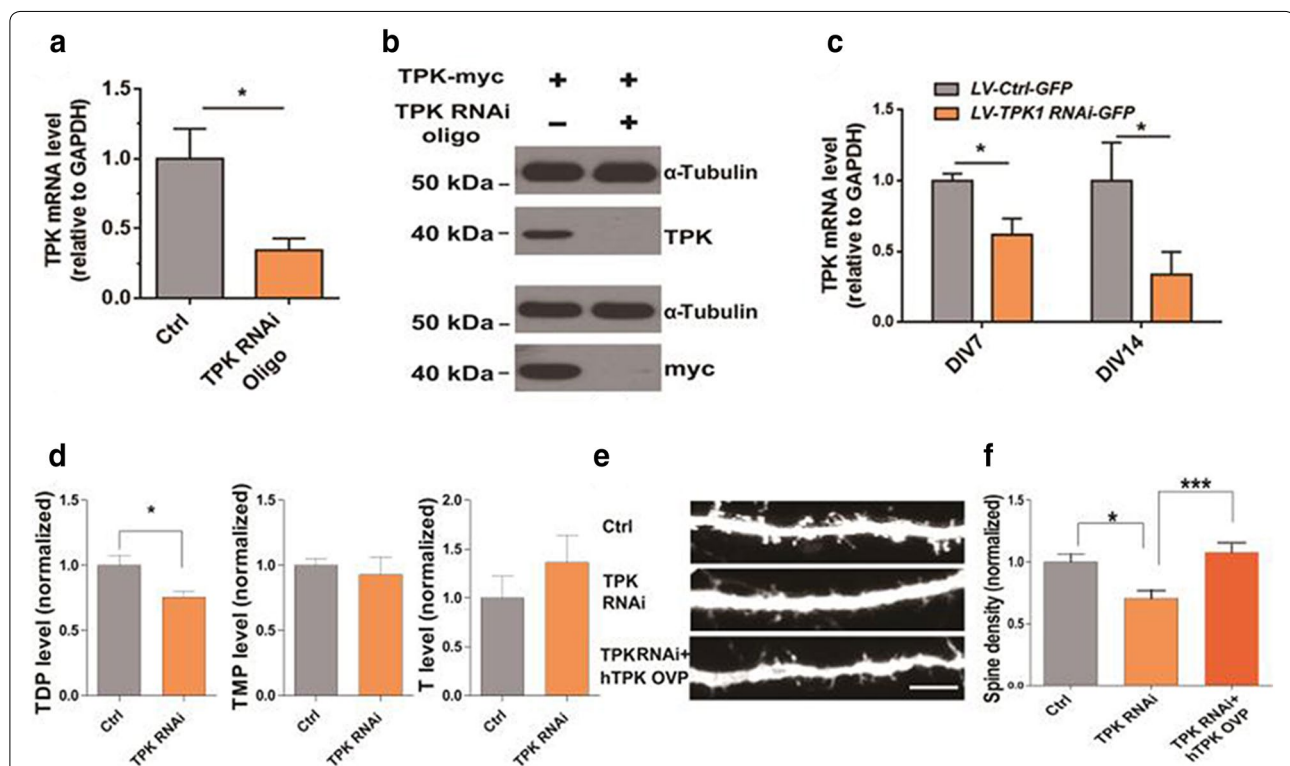 a
TPK mRNA level
(relative to GAPDH)
1.5
1.0
0.5
0.0
*
Ctrl
TPK RNAi
Oligo
b
TPK-myc + +
TPK RNAi
oligo
– +
50 kDa – α-Tubulin
40 kDa – TPK
50 kDa – α-Tubulin
40 kDa – myc
c
LV-Ctrl-GFP
LV-TPK1 RNAi-GFP
TPK mRNA level
(relative to GAPDH)
1.5
1.0
0.5
0.0
*
*
DIV7
DIV14
d
TDP level (normalized)
1.5
1.0
0.5
0.0
*
Ctrl
TPK RNAi
TMP level (normalized)
1.5
1.0
0.5
0.0
Ctrl
TPK RNAi
T level (normalized)
2.0
1.5
1.0
0.5
0.0
Ctrl
TPK RNAi
e
Ctrl
TPK
RNAi
TPKRNAi+
hTPK OVP
f
Spine density (normalized)
1.5
1.0
0.5
0.0
*
***
Ctrl
TPK RNAi
TPK RNAi+
hTPK OVP